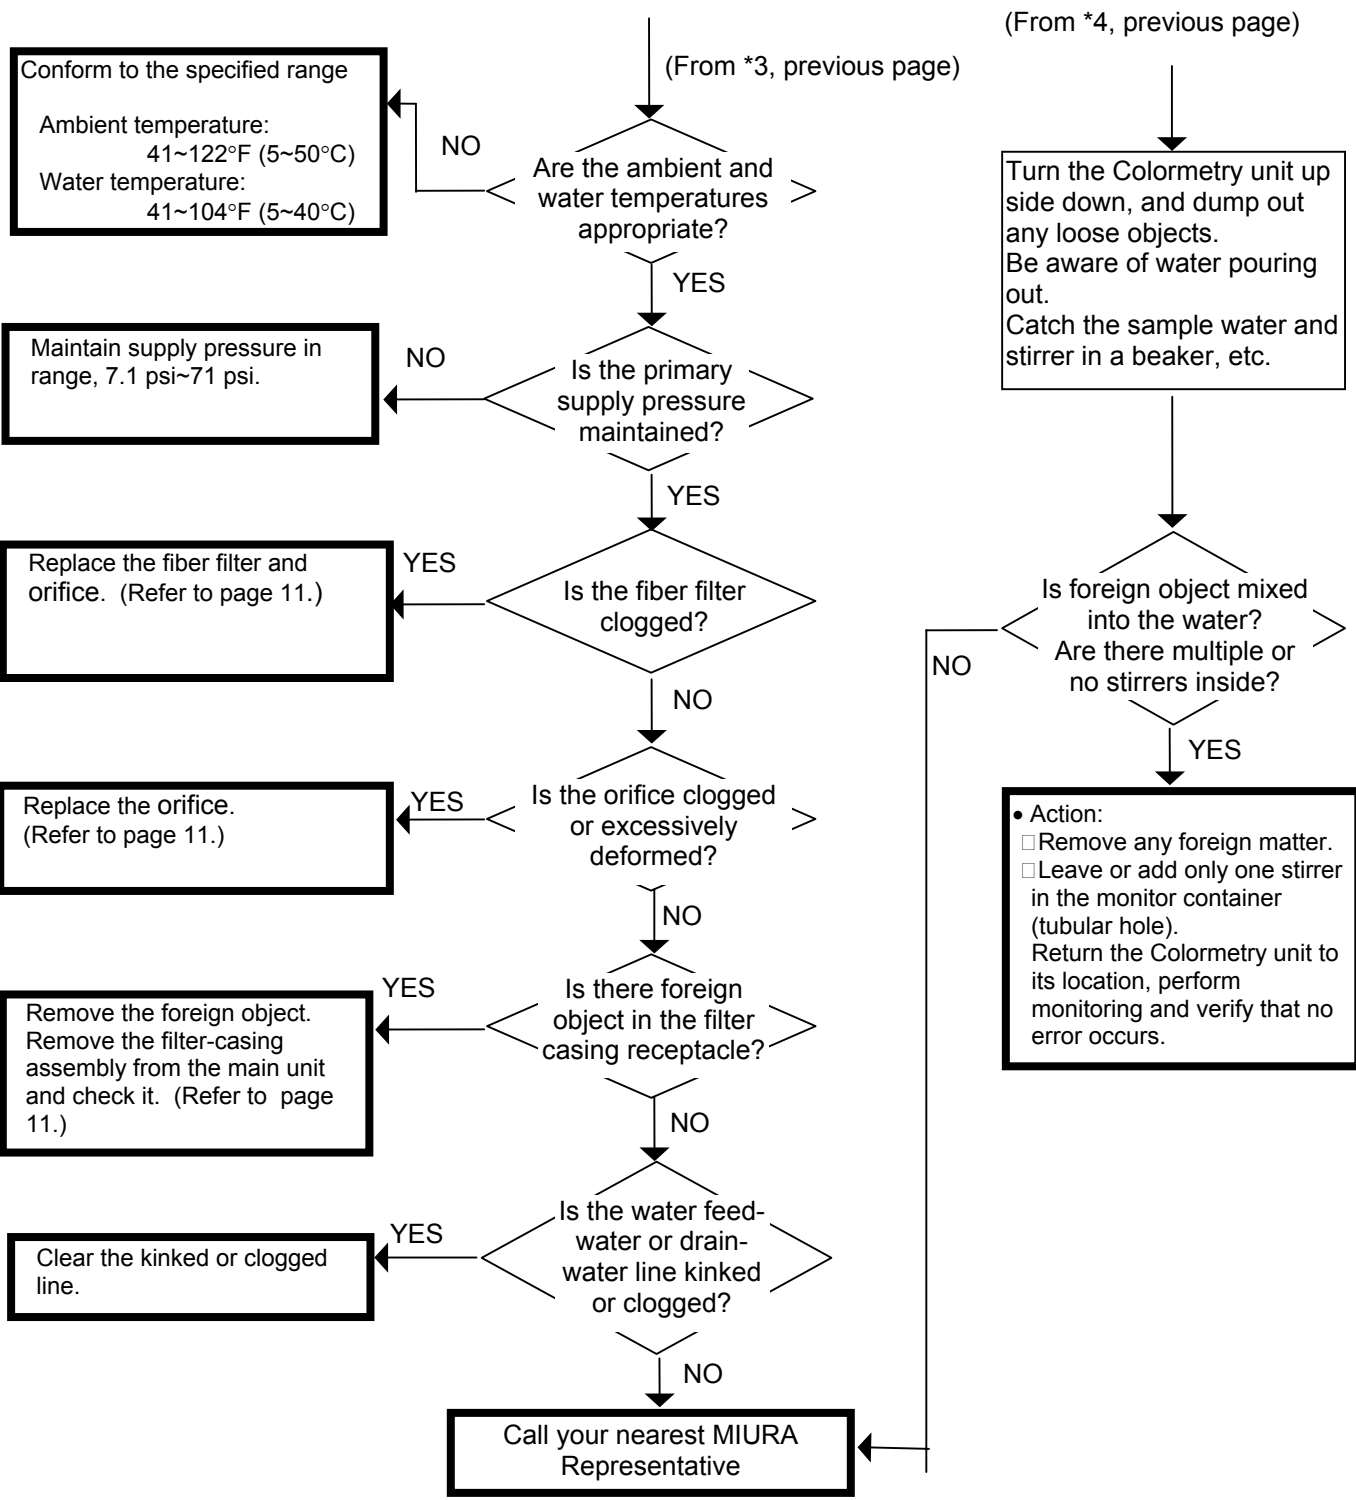 (From *3, previous page)
Conform to the specified range
Ambient temperature:
41~122°F (5~50°C)
Water temperature:
41~104°F (5~40°C)
NO
Are the ambient and
water temperatures
appropriate?
YES
Maintain supply pressure in
range, 7.1 psi~71 psi.
NO
Is the primary
supply pressure
maintained?
YES
Replace the fiber filter and
orifice.  (Refer to page 11.)
YES
Is the fiber filter
clogged?
NO
Replace the orifice.
(Refer to page 11.)
YES
Is the orifice clogged
or excessively
deformed?
NO
Remove the foreign object.
Remove the filter-casing
assembly from the main unit
and check it.  (Refer to  page
11.)
YES
Is there foreign
object in the filter
casing receptacle?
NO
Clear the kinked or clogged
line.
YES
Is the water feed-
water or drain-
water line kinked
or clogged?
NO
Call your nearest MIURA
Representative
(From *4, previous page)
Turn the Colormetry unit up
side down, and dump out
any loose objects.
Be aware of water pouring
out.
Catch the sample water and
stirrer in a beaker, etc.
Is foreign object mixed
into the water?
Are there multiple or
no stirrers inside?
NO
YES
• Action:
□Remove any foreign matter.
□Leave or add only one stirrer
in the monitor container
(tubular hole).
Return the Colormetry unit to
its location, perform
monitoring and verify that no
error occurs.